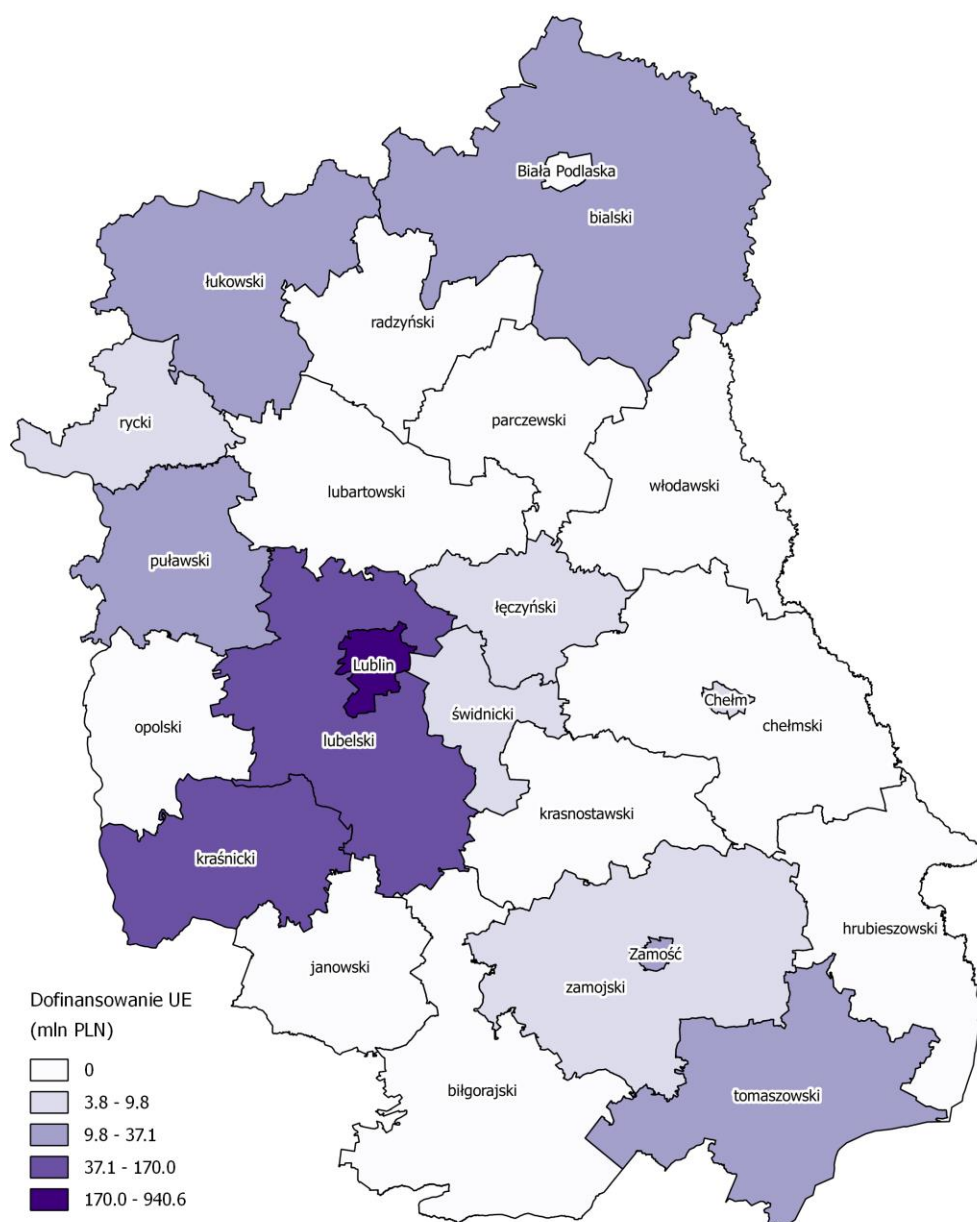 Biała Podlaska
bialski
łukowski
radzyński
rycki
parczewski
włodawski
lubartowski
puławski
łęczyński
Lublin
Chełm
świdnicki
opolski
lubelski
chełmski
krasnostawski
kraśnicki
hrubieszowski
Zamość
janowski
zamojski
Dofinansowanie UE
(mln PLN)
0
3.8 - 9.8
9.8 - 37.1
37.1 - 170.0
170.0 - 940.6
biłgorajski
tomaszowski